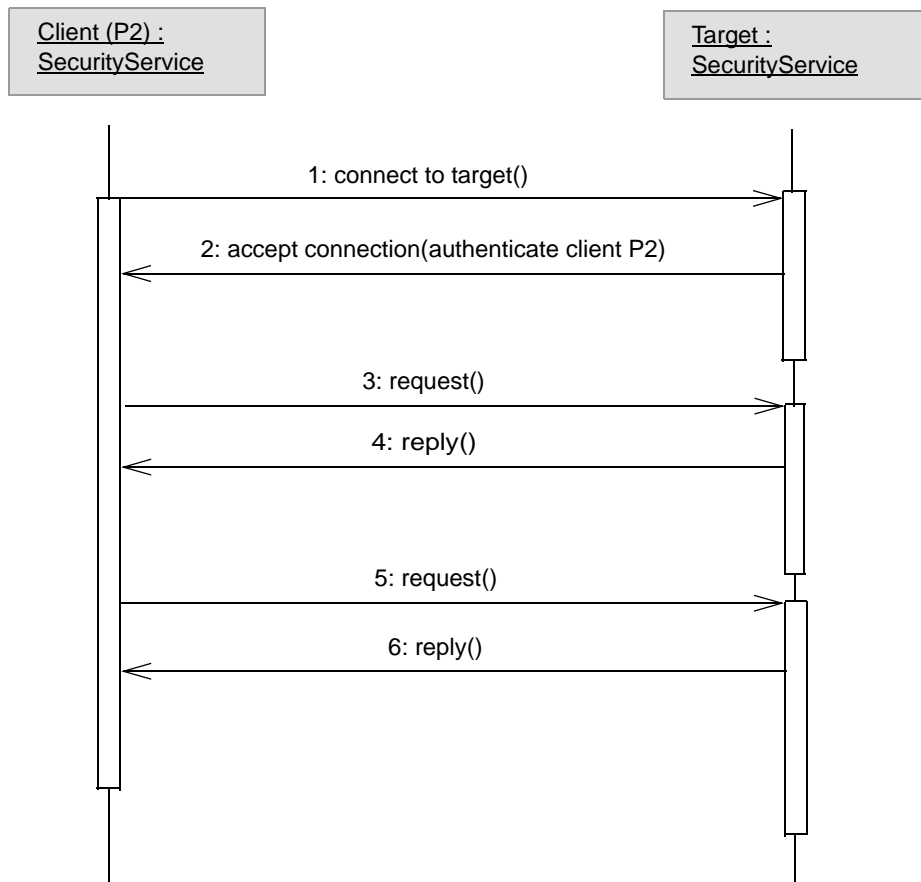 Client (P2) :
SecurityService
Target :
SecurityService
1: connect to target()
2: accept connection(authenticate client P2)
3: request()
4: reply()
5: request()
6: reply()